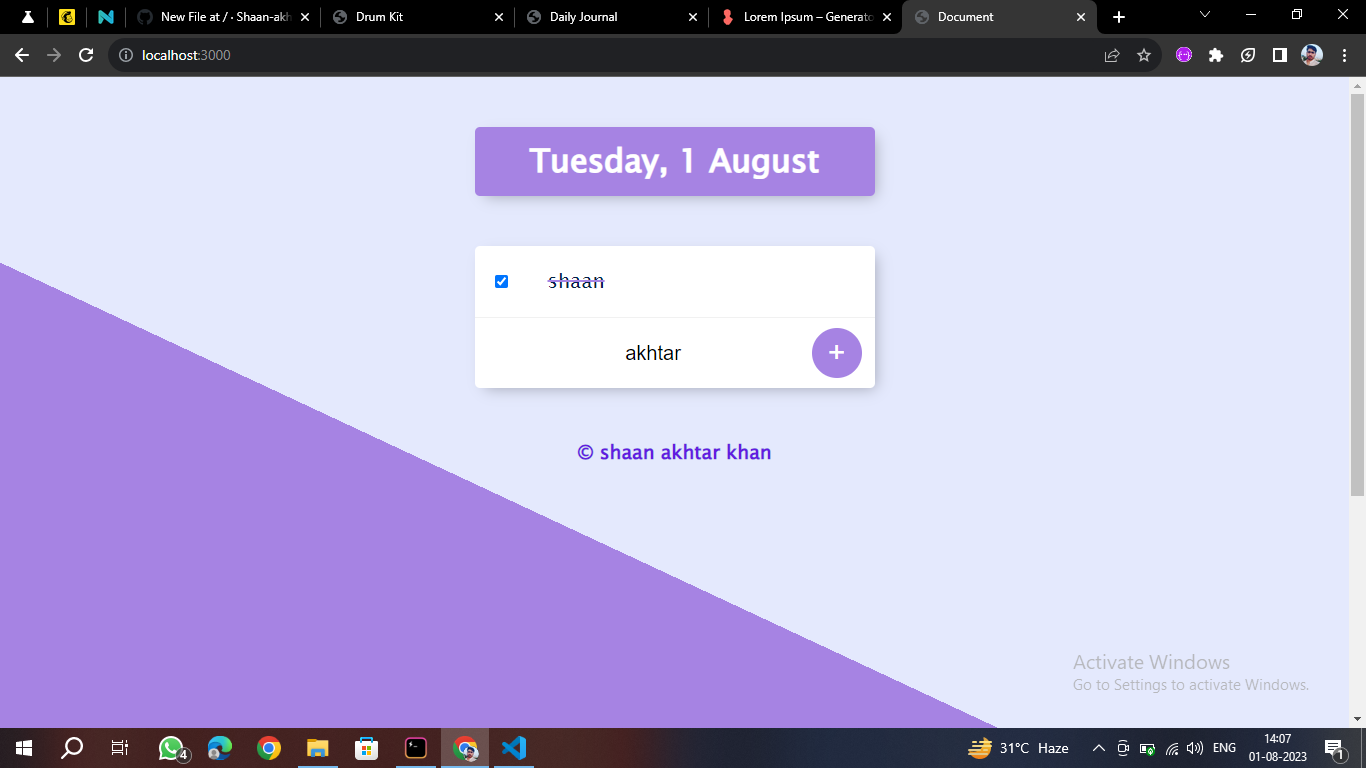 New File at / · Shaan-akh
Drum Kit
Daily Journal
Lorem Ipsum – Generato
Document
localhost:3000
Tuesday, 1 August
shaan
akhtar
+
© shaan akhtar khan
Activate Windows
Go to Settings to activate Windows.
4
31°C Haze
ENG
14:07
01-08-2023
1